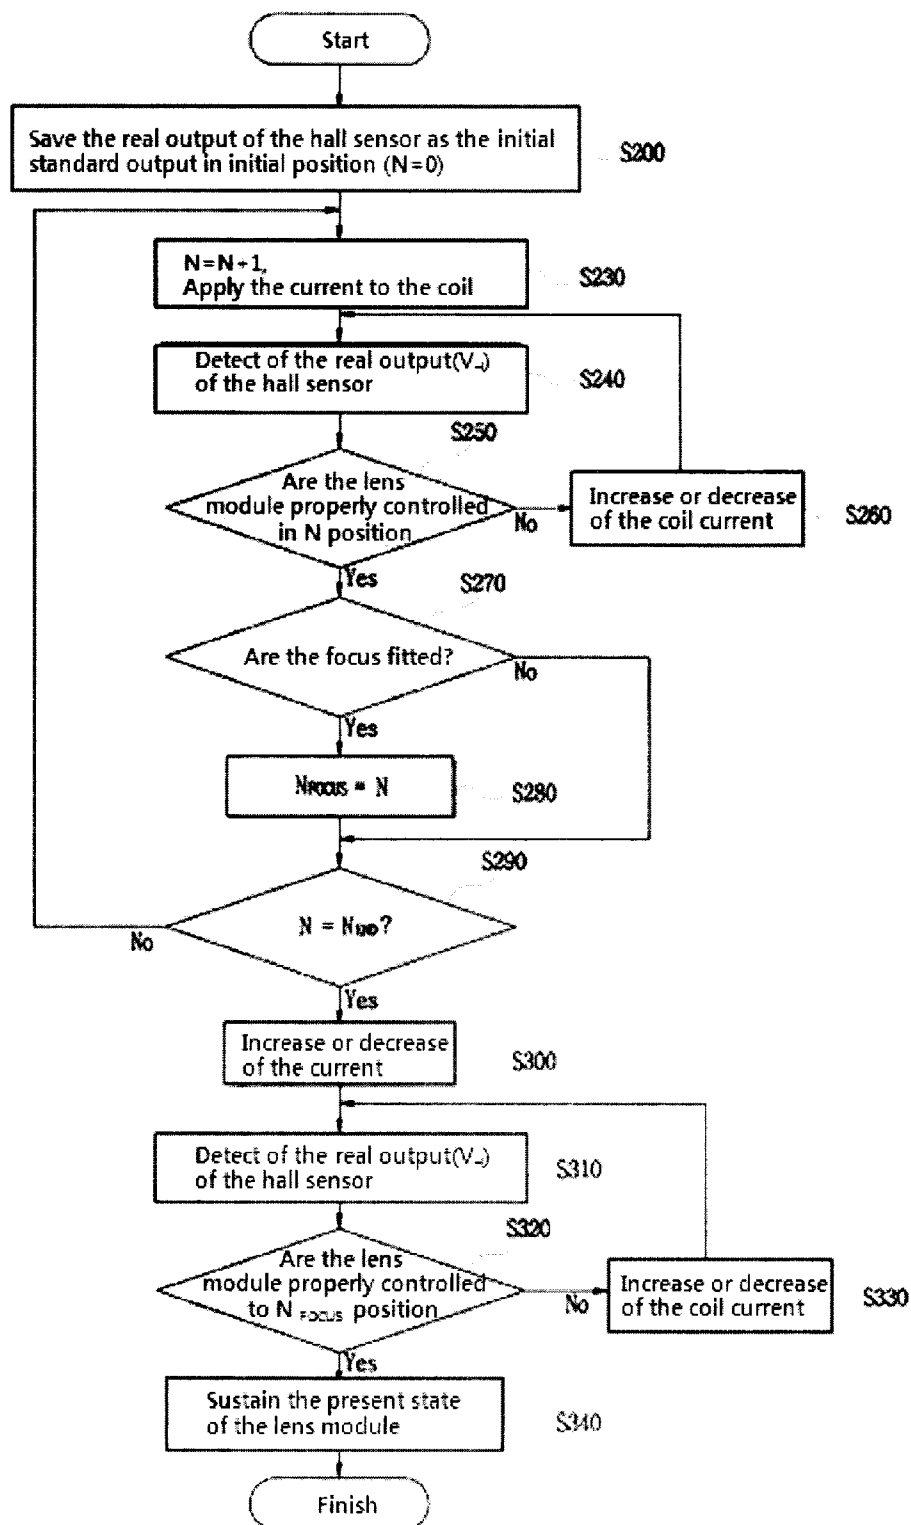 Start
Save the real output of the hall sensor as the initial
standard output in initial position (N=0)
S200
N=N+1,
Apply the current to the coil
S230
Detect of the real output(V
of the hall sensor
S240
S250
Are the lens
module properly controlled
in N position
No
Increase or decrease
of the coil current
S260
Yes
S270
Are the focus fitted?
No
Yes
NFOCUS = N
S280
S290
N = NEND?
No
Yes
Increase or decrease
of the current
S300
Detect of the real output(V
of the hall sensor
S310
S320
Are the lens
module properly controlled
to N FOCUS position
No
Increase or decrease
of the coil current
S330
Yes
Sustain the present state
of the lens module
S340
Finish